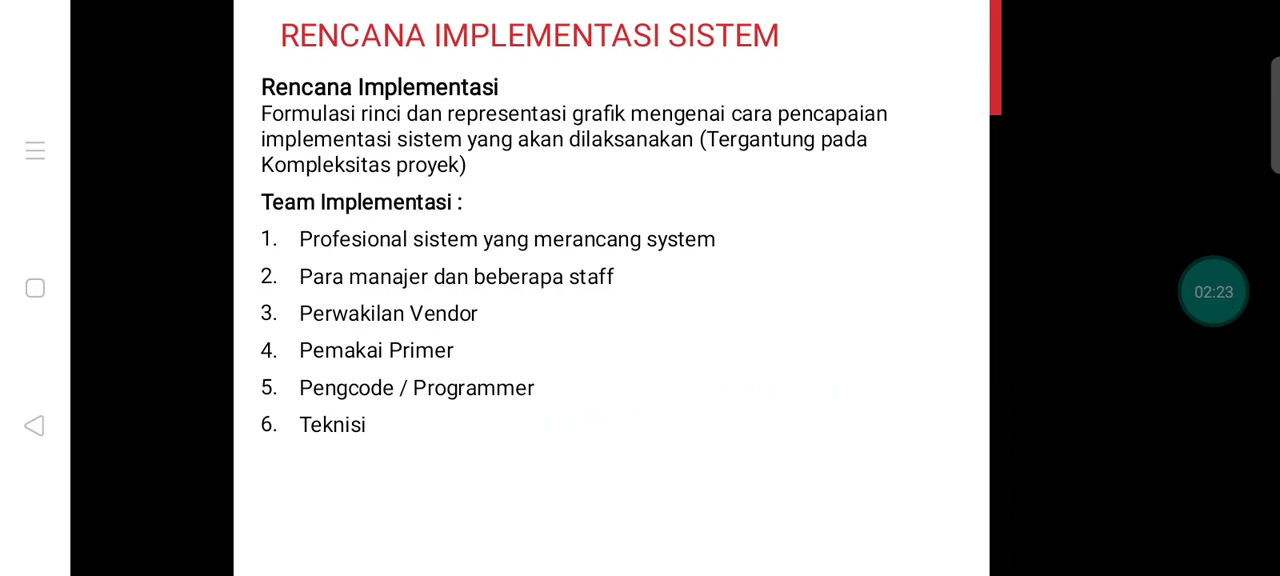 RENCANA IMPLEMENTASI SISTEM
Rencana Implementasi
Formulasi rinci dan representasi grafik mengenai cara pencapaian
implementasi sistem yang akan dilaksanakan (Tergantung pada
Kompleksitas proyek)
Team Implementasi :
1. Profesional sistem yang merancang system
2. Para manajer dan beberapa staff
3. Perwakilan Vendor
4. Pemakai Primer
5. Pengcode / Programmer
6. Teknisi
02:23